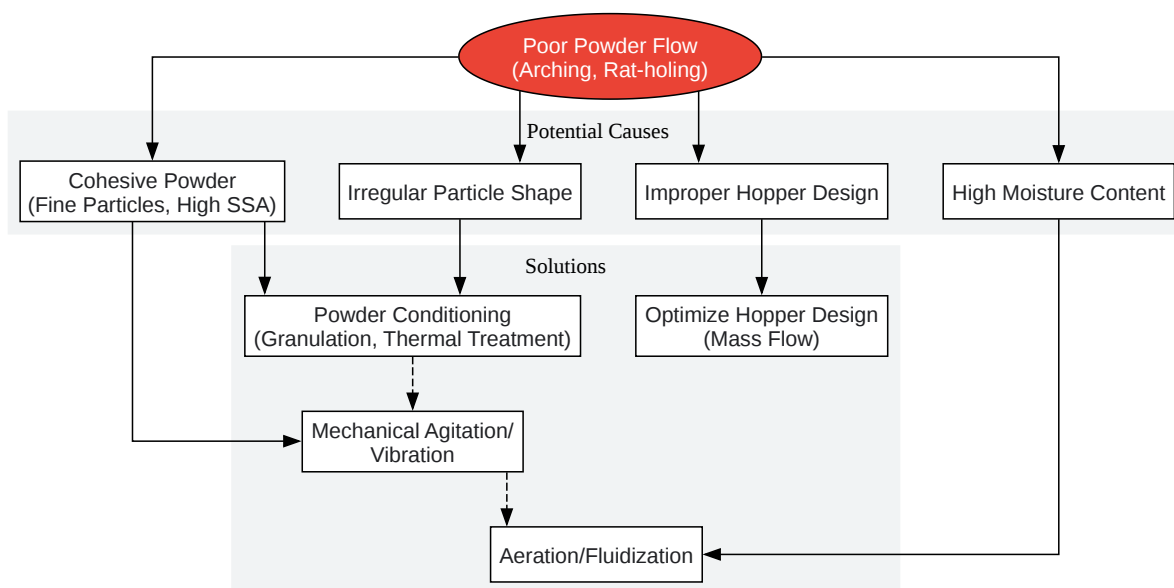 Poor Powder Flow
(Arching, Rat-holing)
Potential Causes
Cohesive Powder
(Fine Particles, High SSA)
Irregular Particle Shape
Improper Hopper Design
High Moisture Content
Solutions
Powder Conditioning
(Granulation, Thermal Treatment)
Optimize Hopper Design
(Mass Flow)
Mechanical Agitation/
Vibration
Aeration/Fluidization